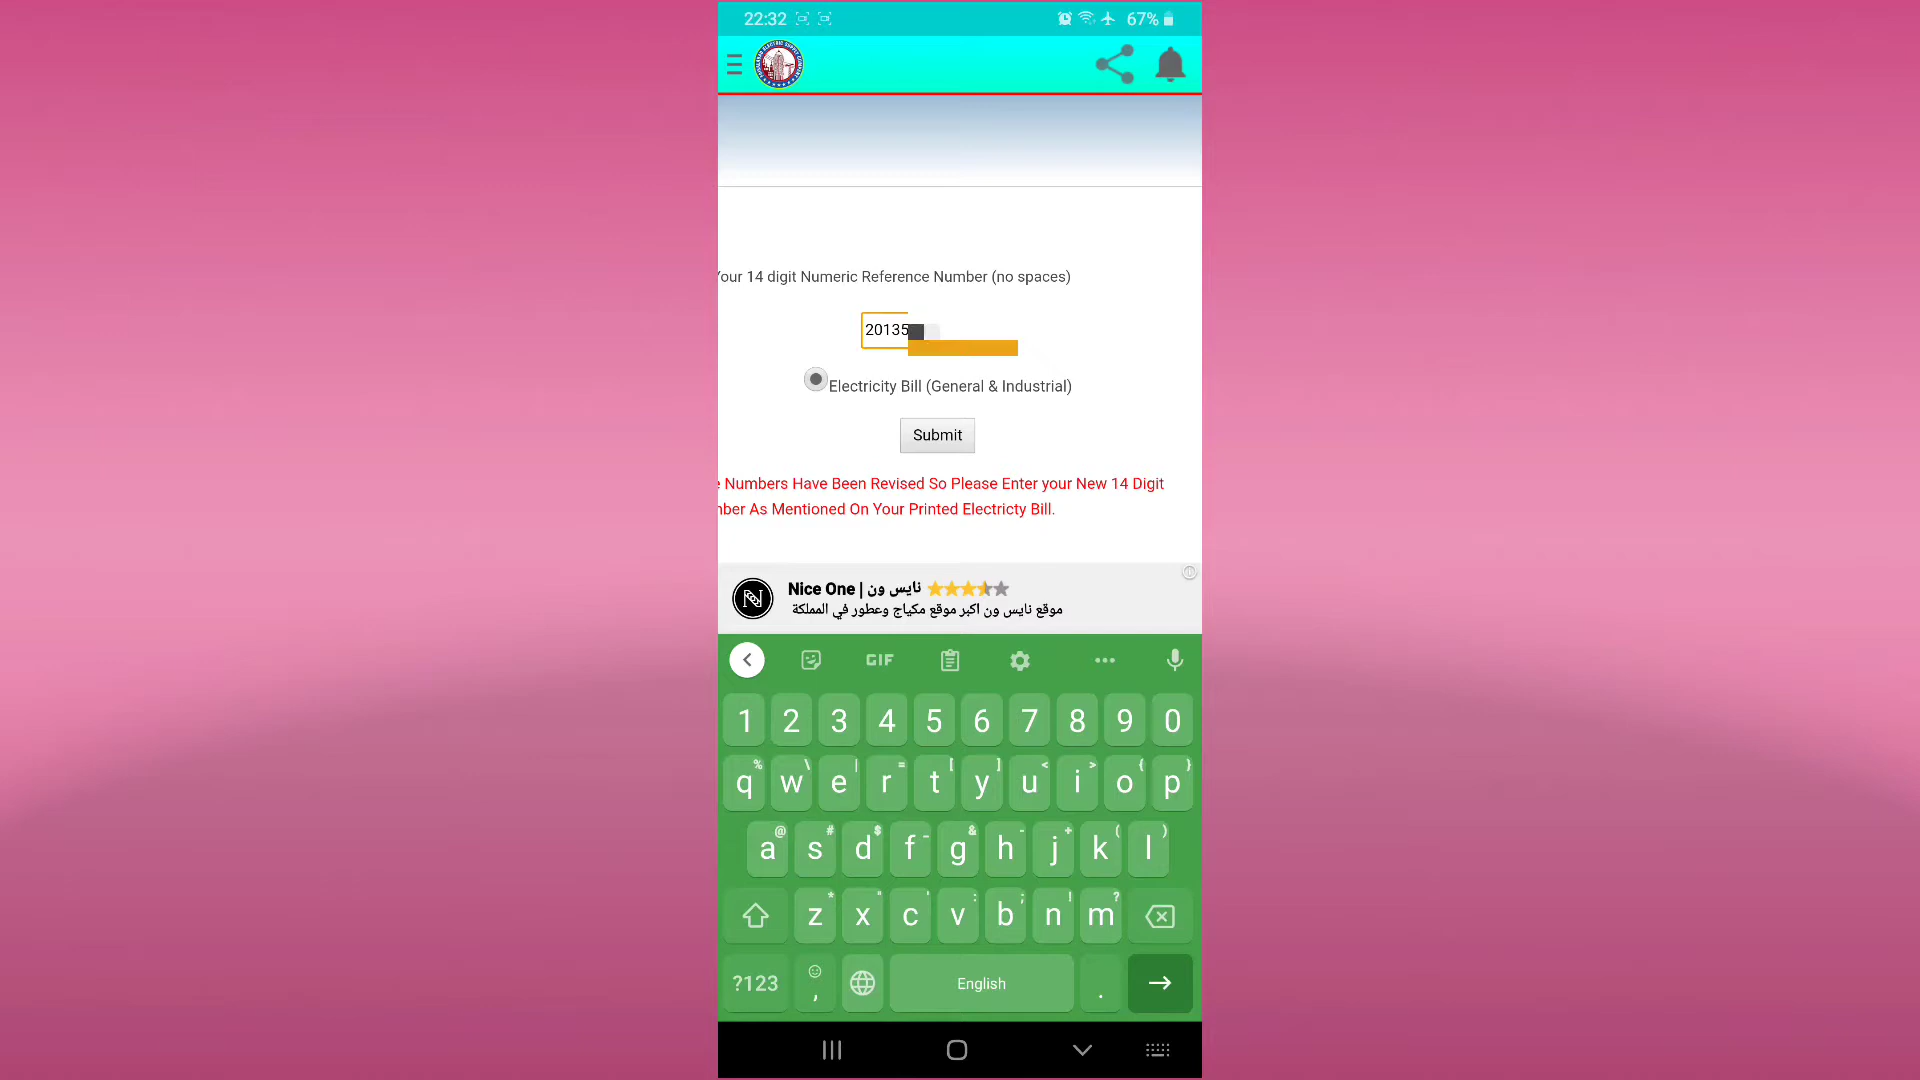 22:32 67%
Your 14 digit Numeric Reference Number (no spaces)
20135
Electricity Bill (General & Industrial)
Submit
Numbers Have Been Revised So Please Enter your New 14 Digit
As Mentioned On Your Printed Electricty Bill.
Nice One | نايس ون
موقع نايس ون اكبر موقع مكياج وعطور في المملكة
GIF
1 2 3 4 5 6 7 8 9 0
% \ | = [ ] < > { }
q w e r t y u i o p
@ # $ _ & - + ( )
a s d f g h j k l
* " ' : ; ! ?
z x c v b n m
?123 , English .